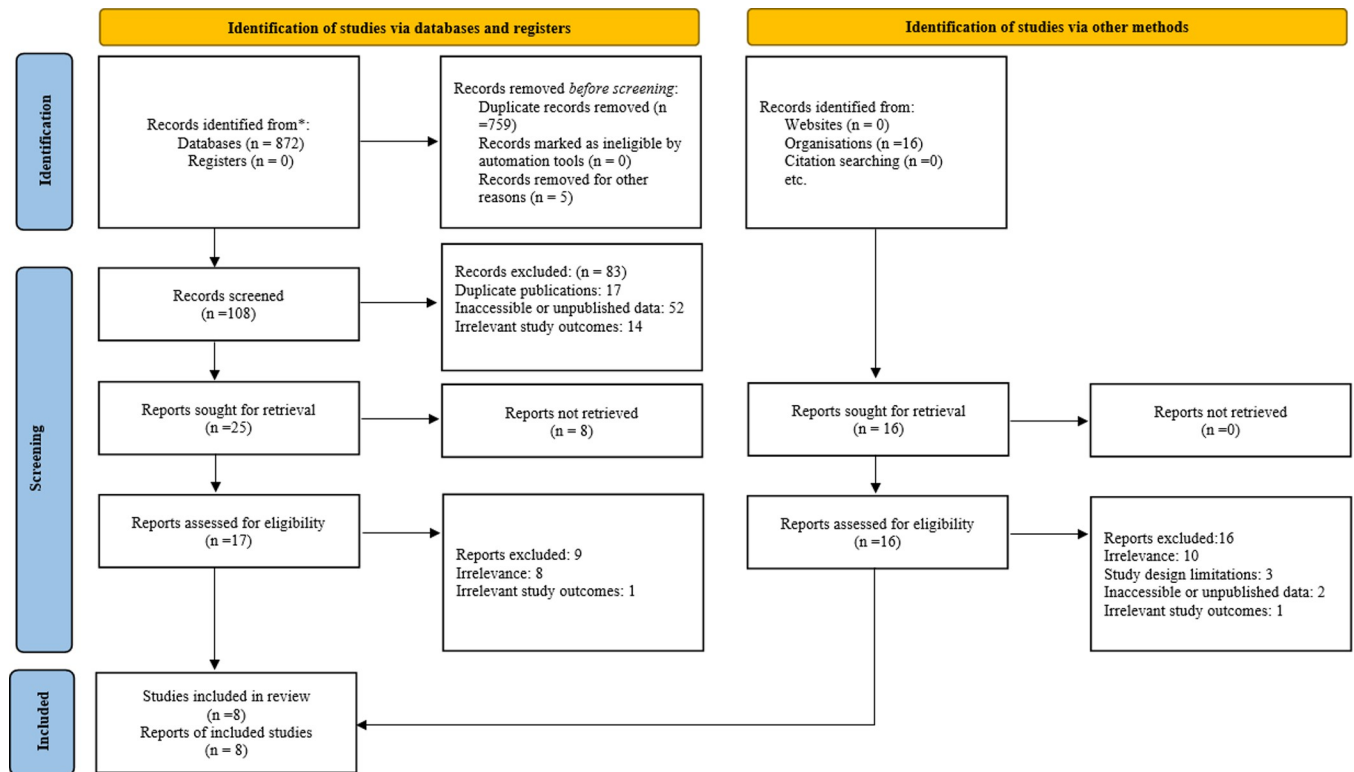 Identification of studies via databases and registers
Identification of studies via other methods
Identification
Records identified from*:
Databases (n = 872)
Registers (n = 0)
Records removed before screening:
Duplicate records removed (n
=759)
Records marked as ineligible by
automation tools (n = 0)
Records removed for other
reasons (n = 5)
Records identified from:
Websites (n = 0)
Organisations (n =16)
Citation searching (n =0)
etc.
Screening
Records screened
(n =108)
Records excluded: (n = 83)
Duplicate publications: 17
Inaccessible or unpublished data: 52
Irrelevant study outcomes: 14
Reports sought for retrieval
(n =25)
Reports not retrieved
(n = 8)
Reports sought for retrieval
(n = 16)
Reports not retrieved
(n =0)
Reports assessed for eligibility
(n =17)
Reports excluded: 9
Irrelevance: 8
Irrelevant study outcomes: 1
Reports assessed for eligibility
(n =16)
Reports excluded:16
Irrelevance: 10
Study design limitations: 3
Inaccessible or unpublished data: 2
Irrelevant study outcomes: 1
Included
Studies included in review
(n =8)
Reports of included studies
(n = 8)